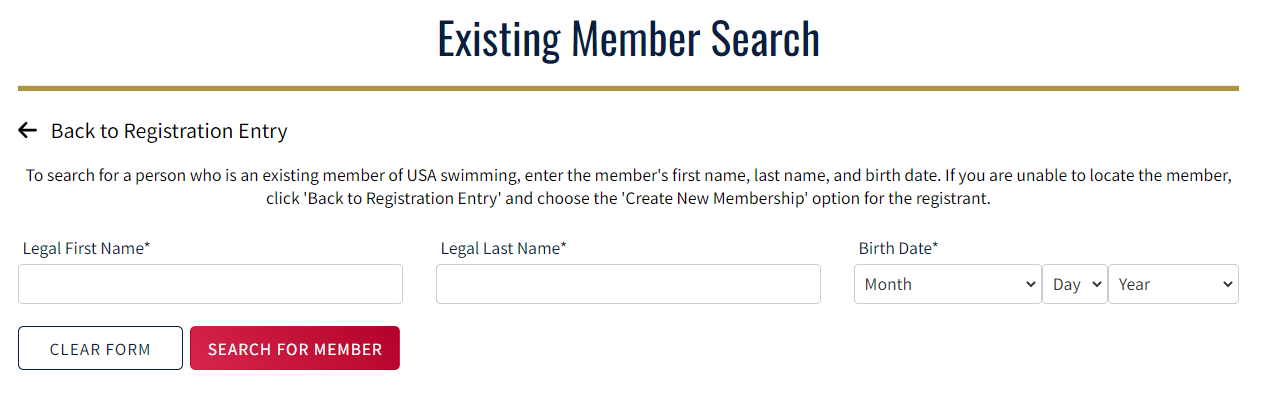 Existing Member Search
Back to Registration Entry
To search for a person who is an existing member of USA swimming, enter the member's first name, last name, and birth date. If you are unable to locate the member,
click 'Back to Registration Entry' and choose the 'Create New Membership' option for the registrant.
Legal First Name* Legal Last Name* Birth Date*
Month Day Year
CLEAR FORM SEARCH FOR MEMBER